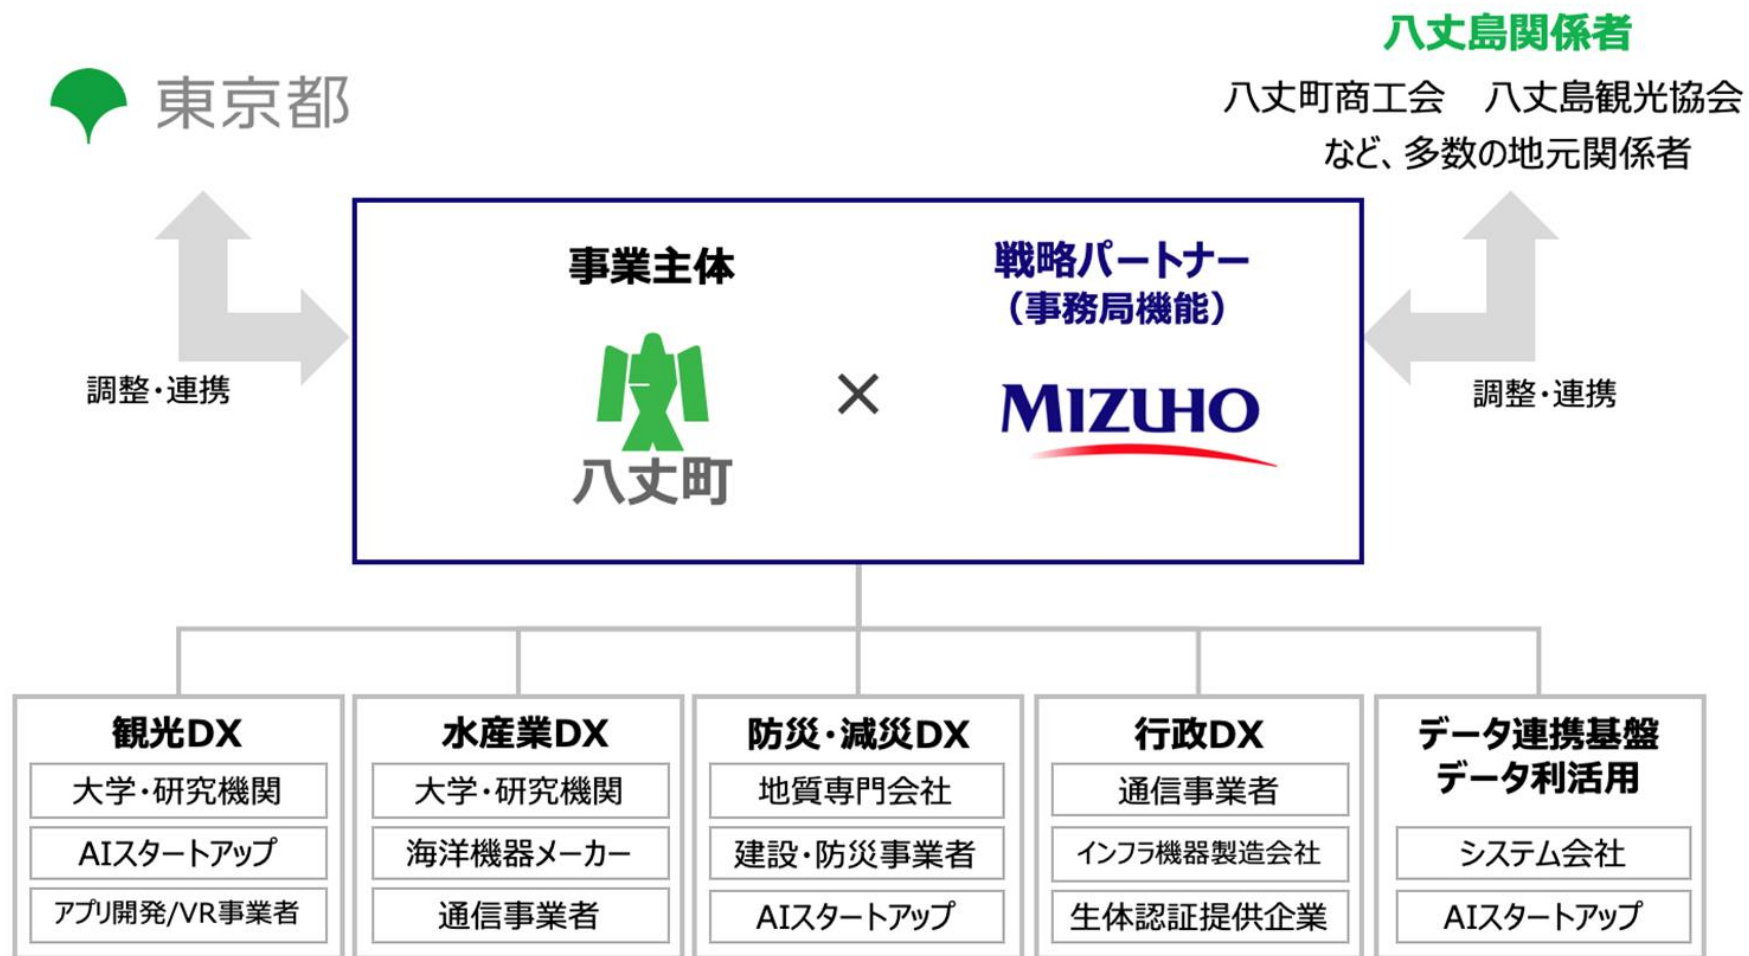 東京都
八丈島関係者
八丈町商工会　八丈島観光協会
など、多数の地元関係者
調整・連携
事業主体
八丈町
×
戦略パートナー
（事務局機能）
MIZUHO
調整・連携
観光DX
大学・研究機関
AIスタートアップ
アプリ開発/VR事業者
水産業DX
大学・研究機関
海洋機器メーカー
通信事業者
防災・減災DX
地質専門会社
建設・防災事業者
AIスタートアップ
行政DX
通信事業者
インフラ機器製造会社
生体認証提供企業
データ連携基盤
データ利活用
システム会社
AIスタートアップ